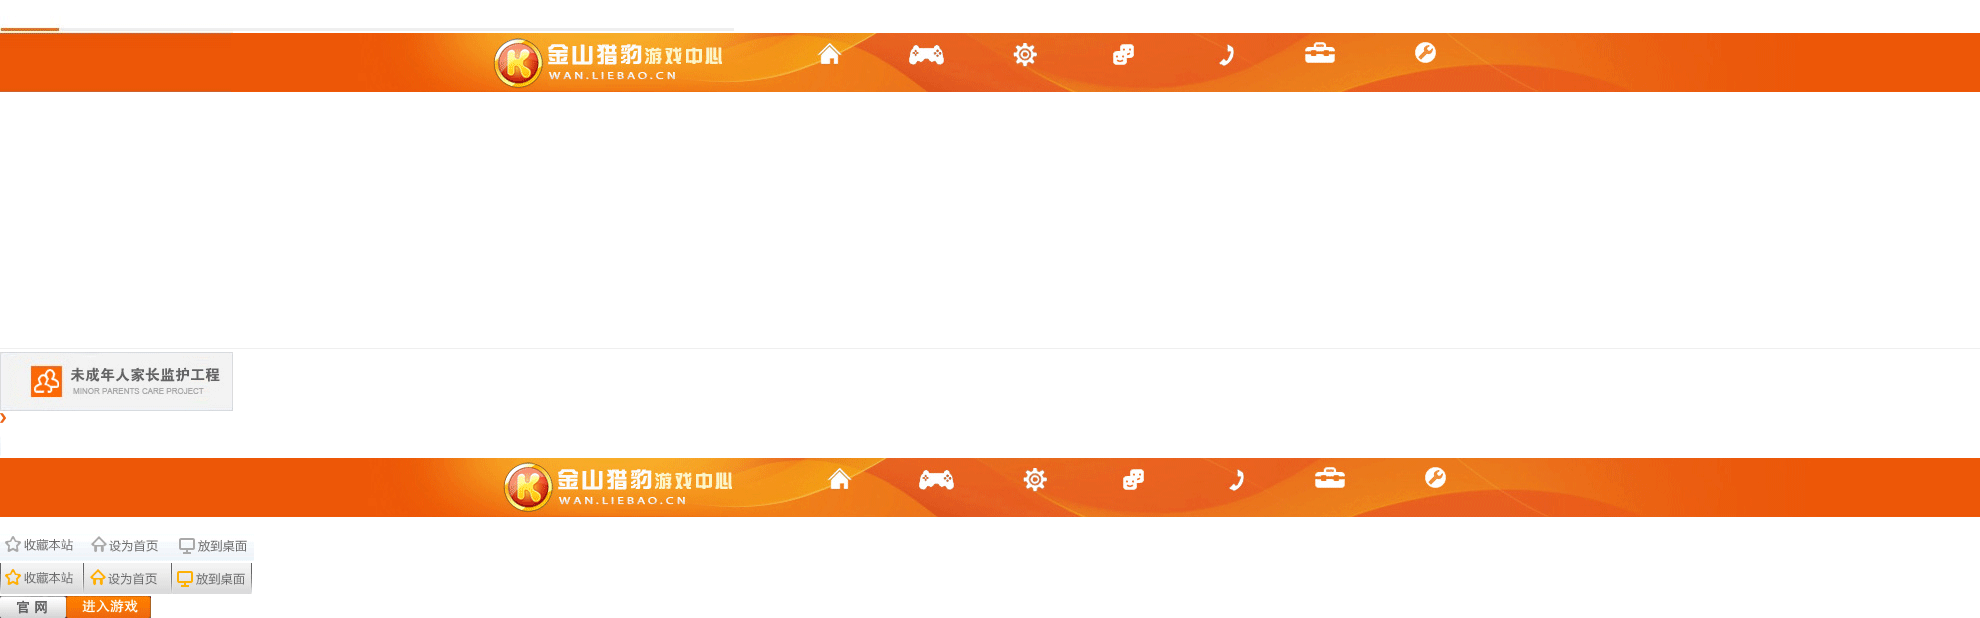 金山猎豹游戏中心
WAN.LIEBAO.CN
未成年人家长监护工程
MINOR PARENTS CARE PROJECT
金山猎豹游戏中心
WAN.LIEBAO.CN
收藏本站 设为首页 放到桌面
收藏本站 设为首页 放到桌面
官网 进入游戏